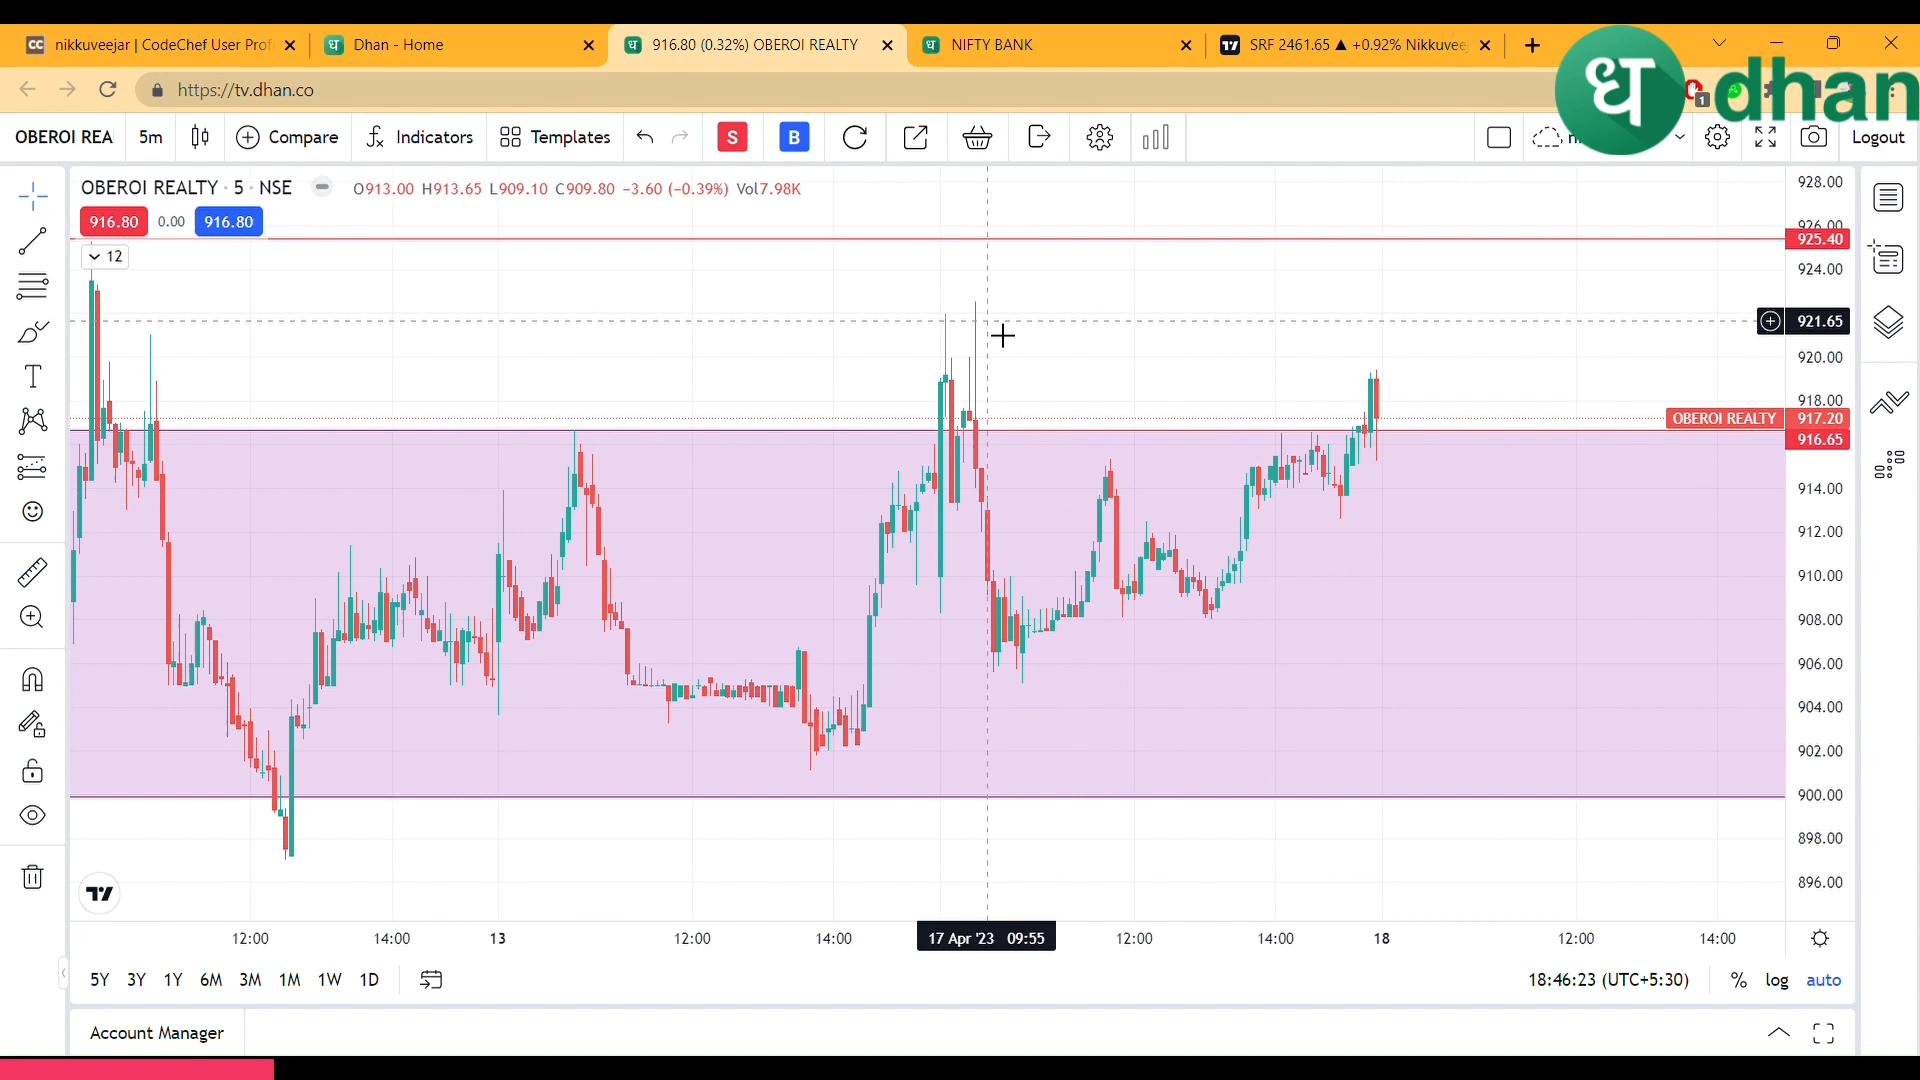 nikkuveejar | CodeChef User Prof
Dhan - Home
916.80 (0.32%) OBEROI REALTY
NIFTY BANK
SRF 2461.65 ▲ +0.92% Nikkuvee
https://tv.dhan.co
ध dhan
OBEROI REA
5m
Compare
Indicators
Templates
S
B
Logout
OBEROI REALTY · 5 · NSE
O913.00 H913.65 L909.10 C909.80 −3.60 (−0.39%) Vol7.98K
916.80 0.00 916.80
12
928.00
926.00
925.40
924.00
921.65
920.00
918.00
OBEROI REALTY 917.20
916.65
914.00
912.00
910.00
908.00
906.00
904.00
902.00
900.00
898.00
896.00
12:00 14:00 13 12:00 14:00 17 Apr '23 09:55 12:00 14:00 18 12:00 14:00
5Y 3Y 1Y 6M 3M 1M 1W 1D
18:46:23 (UTC+5:30) % log auto
Account Manager